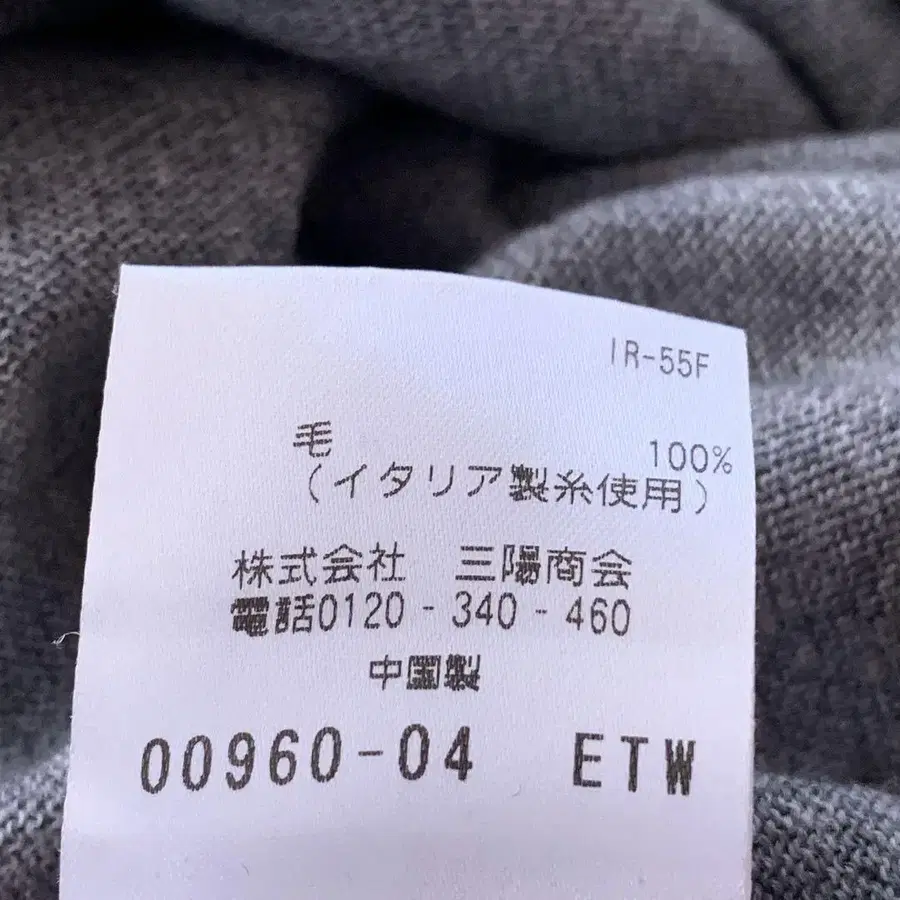 IR-55F
毛 100%
(イタリア製糸使用)
株式会社 三陽商会
電話0120-340-460
中国製
00960-04 ETW